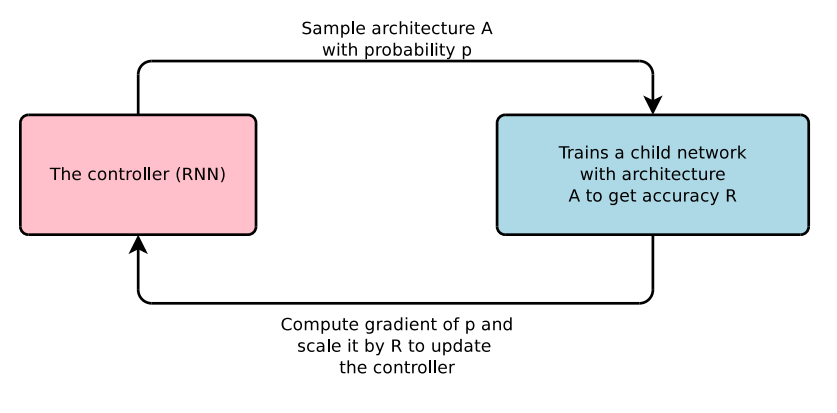 Sample architecture A
with probability p
The controller (RNN)
Trains a child network
with architecture
A to get accuracy R
Compute gradient of p and
scale it by R to update
the controller